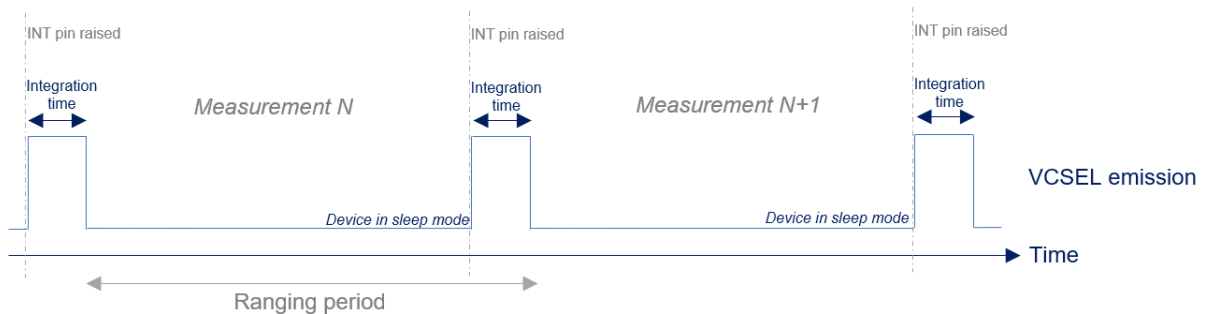 INT pin raised
INT pin raised
INT pin raised
Integration
time
Measurement N
Integration
time
Measurement N+1
Integration
time
VCSEL emission
Device in sleep mode
Device in sleep mode
Time
Ranging period